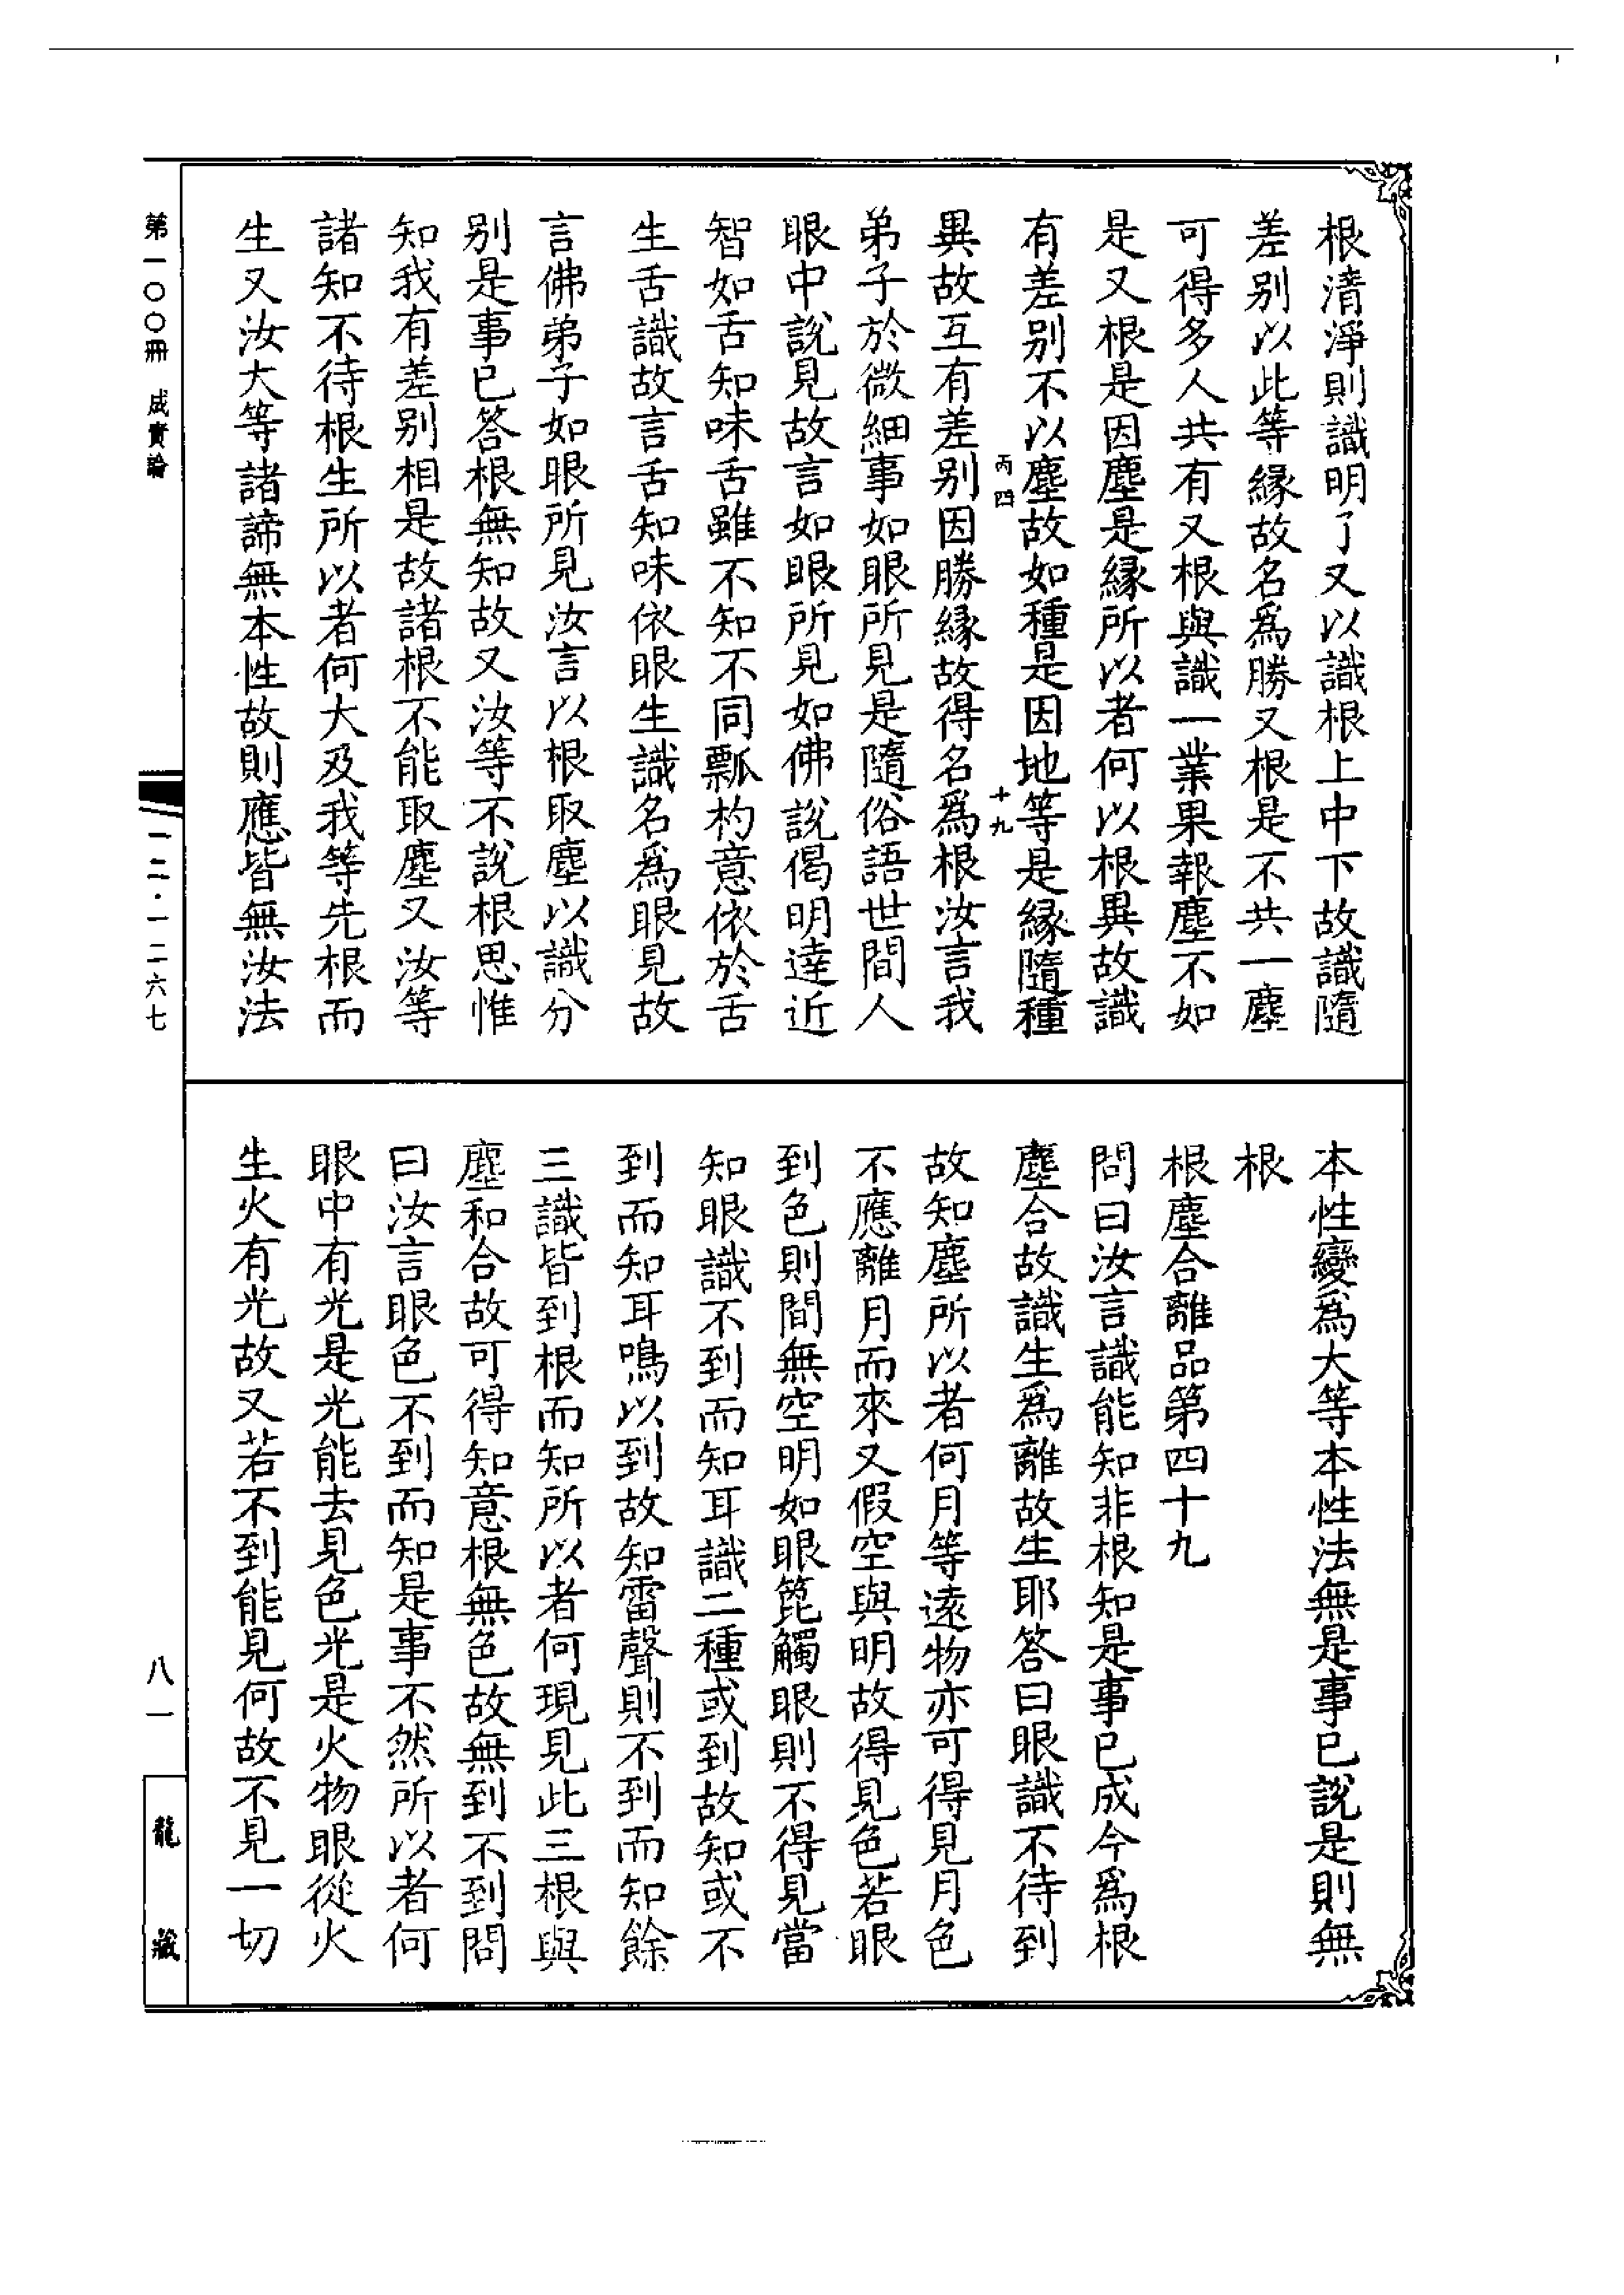 根清淨則識明了又以識根上中下故識隨
差别以此等緣故名爲勝又根是不共一塵
可得多人共有又根與識一業果報塵不如
是又根是因塵是緣所以者何以根異故識
有差别不以塵故如種是因地等是緣隨種
丙四
十九
異故互有差别因勝緣故得名爲根汝言我
弟子於微細事如眼所見是隨俗語世間人
眼中說見故言如眼所見如佛說偈明達近
智如舌知味舌雖不知不同瓢杓意依於舌
生舌識故言舌知味依眼生識名爲眼見故
言佛弟子如眼所見汝言以根取塵以識分
别是事已答根無知故又汝等不說根思惟
知我有差别相是故諸根不能取塵又汝等
諸知不待根生所以者何大及我等先根而
生又汝大等諸諦無本性故則應皆無汝法
本性變爲大等本性法無是事已說是則無
根
根塵合離品第四十九
問曰汝言識能知非根知是事已成今爲根
塵合故識生爲離故生耶答曰眼識不待到
故知塵所以者何月等遠物亦可得見月色
不應離月而來又假空與明故得見色若眼
到色則間無空明如眼篦觸眼則不得見當
知眼識不到而知耳識二種或到故知或不
到而知耳鳴以到故知雷聲則不到而知餘
三識皆到根而知所以者何現見此三根與
塵和合故可得知意根無色故無到不到問
曰汝言眼色不到而知是事不然所以者何
眼中有光是光能去見色光是火物眼從火
生火有光故又若不到能見何故不見一切
第一〇〇冊 成實論
一二·一二六七
八一
龍藏